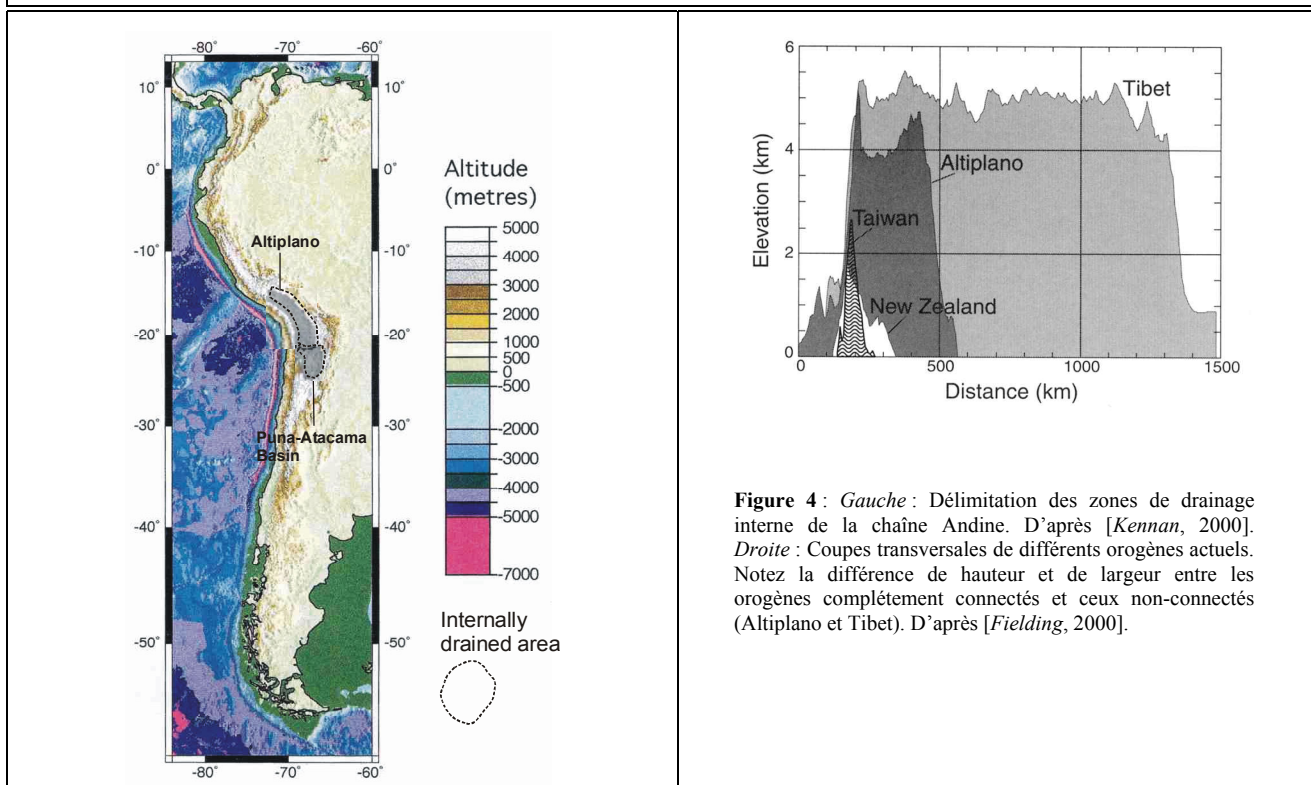 -80° -70° -60°
10° 10°
0° 0°
Altiplano
-10° -10°
-20° -20°
-30° -30°
Puna-Atacama
Basin
-40° -40°
-50° -50°
-80° -70° -60°
Altitude
(metres)
5000
4000
3000
2000
1000
500
0
-500
-2000
-3000
-4000
-5000
-7000
Internally
drained area
6
4
2
0
Elevation (km)
Tibet
Altiplano
Taiwan
New Zealand
0 500 1000 1500
Distance (km)
Figure 4 : Gauche : Délimitation des zones de drainage
interne de la chaîne Andine. D'après [Kennan, 2000].
Droite : Coupes transversales de différents orogènes actuels.
Notez la différence de hauteur et de largeur entre les
orogènes complétement connectés et ceux non-connectés
(Altiplano et Tibet). D'après [Fielding, 2000].